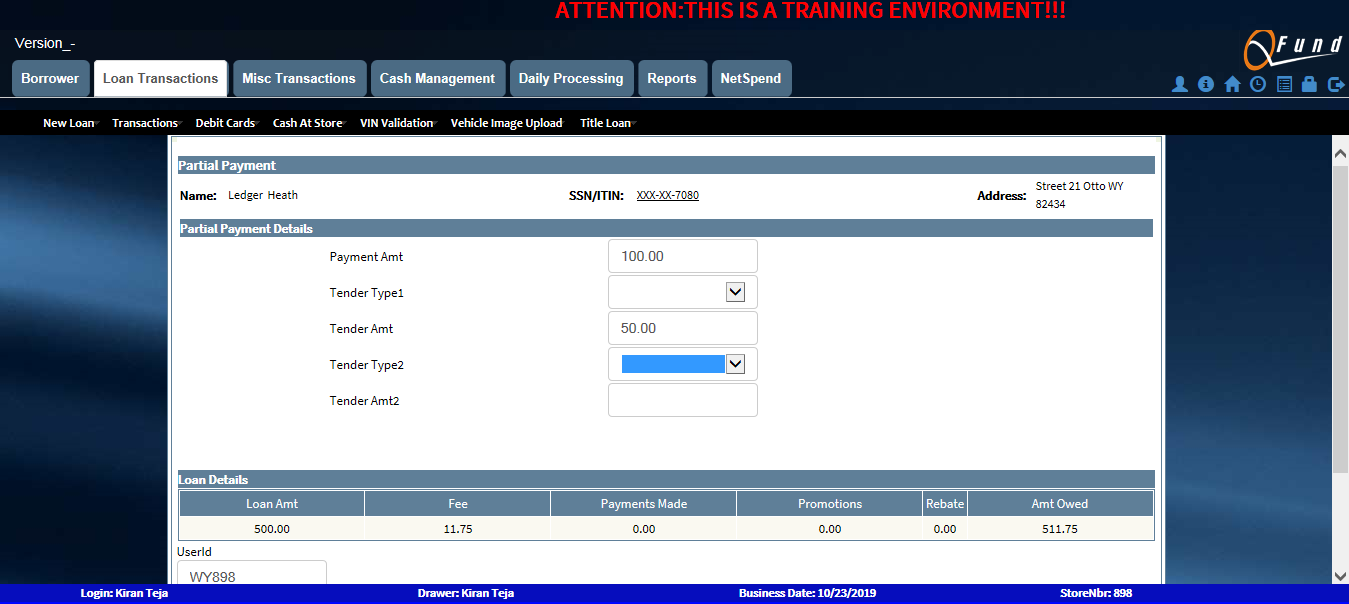 ATTENTION:THIS IS A TRAINING ENVIRONMENT!!!
Version_-
QFund
Borrower Loan Transactions Misc Transactions Cash Management Daily Processing Reports NetSpend
New Loan Transactions Debit Cards Cash At Store VIN Validation Vehicle Image Upload Title Loan
Partial Payment
Name: Ledger Heath SSN/ITIN: XXX-XX-7080 Address: Street 21 Otto WY
82434
Partial Payment Details
Payment Amt 100.00
Tender Type1
Tender Amt 50.00
Tender Type2
Tender Amt2
Loan Details
Loan Amt Fee Payments Made Promotions Rebate Amt Owed
500.00 11.75 0.00 0.00 0.00 511.75
UserId
WY898
Login: Kiran Teja Drawer: Kiran Teja Business Date: 10/23/2019 StoreNbr: 898